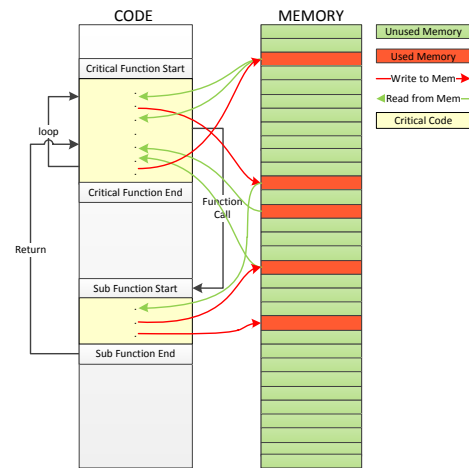 CODE
MEMORY
Unused Memory
Used Memory
Write to Mem
Read from Mem
Critical Code
Critical Function Start
loop
Critical Function End
Function
Call
Return
Sub Function Start
Sub Function End